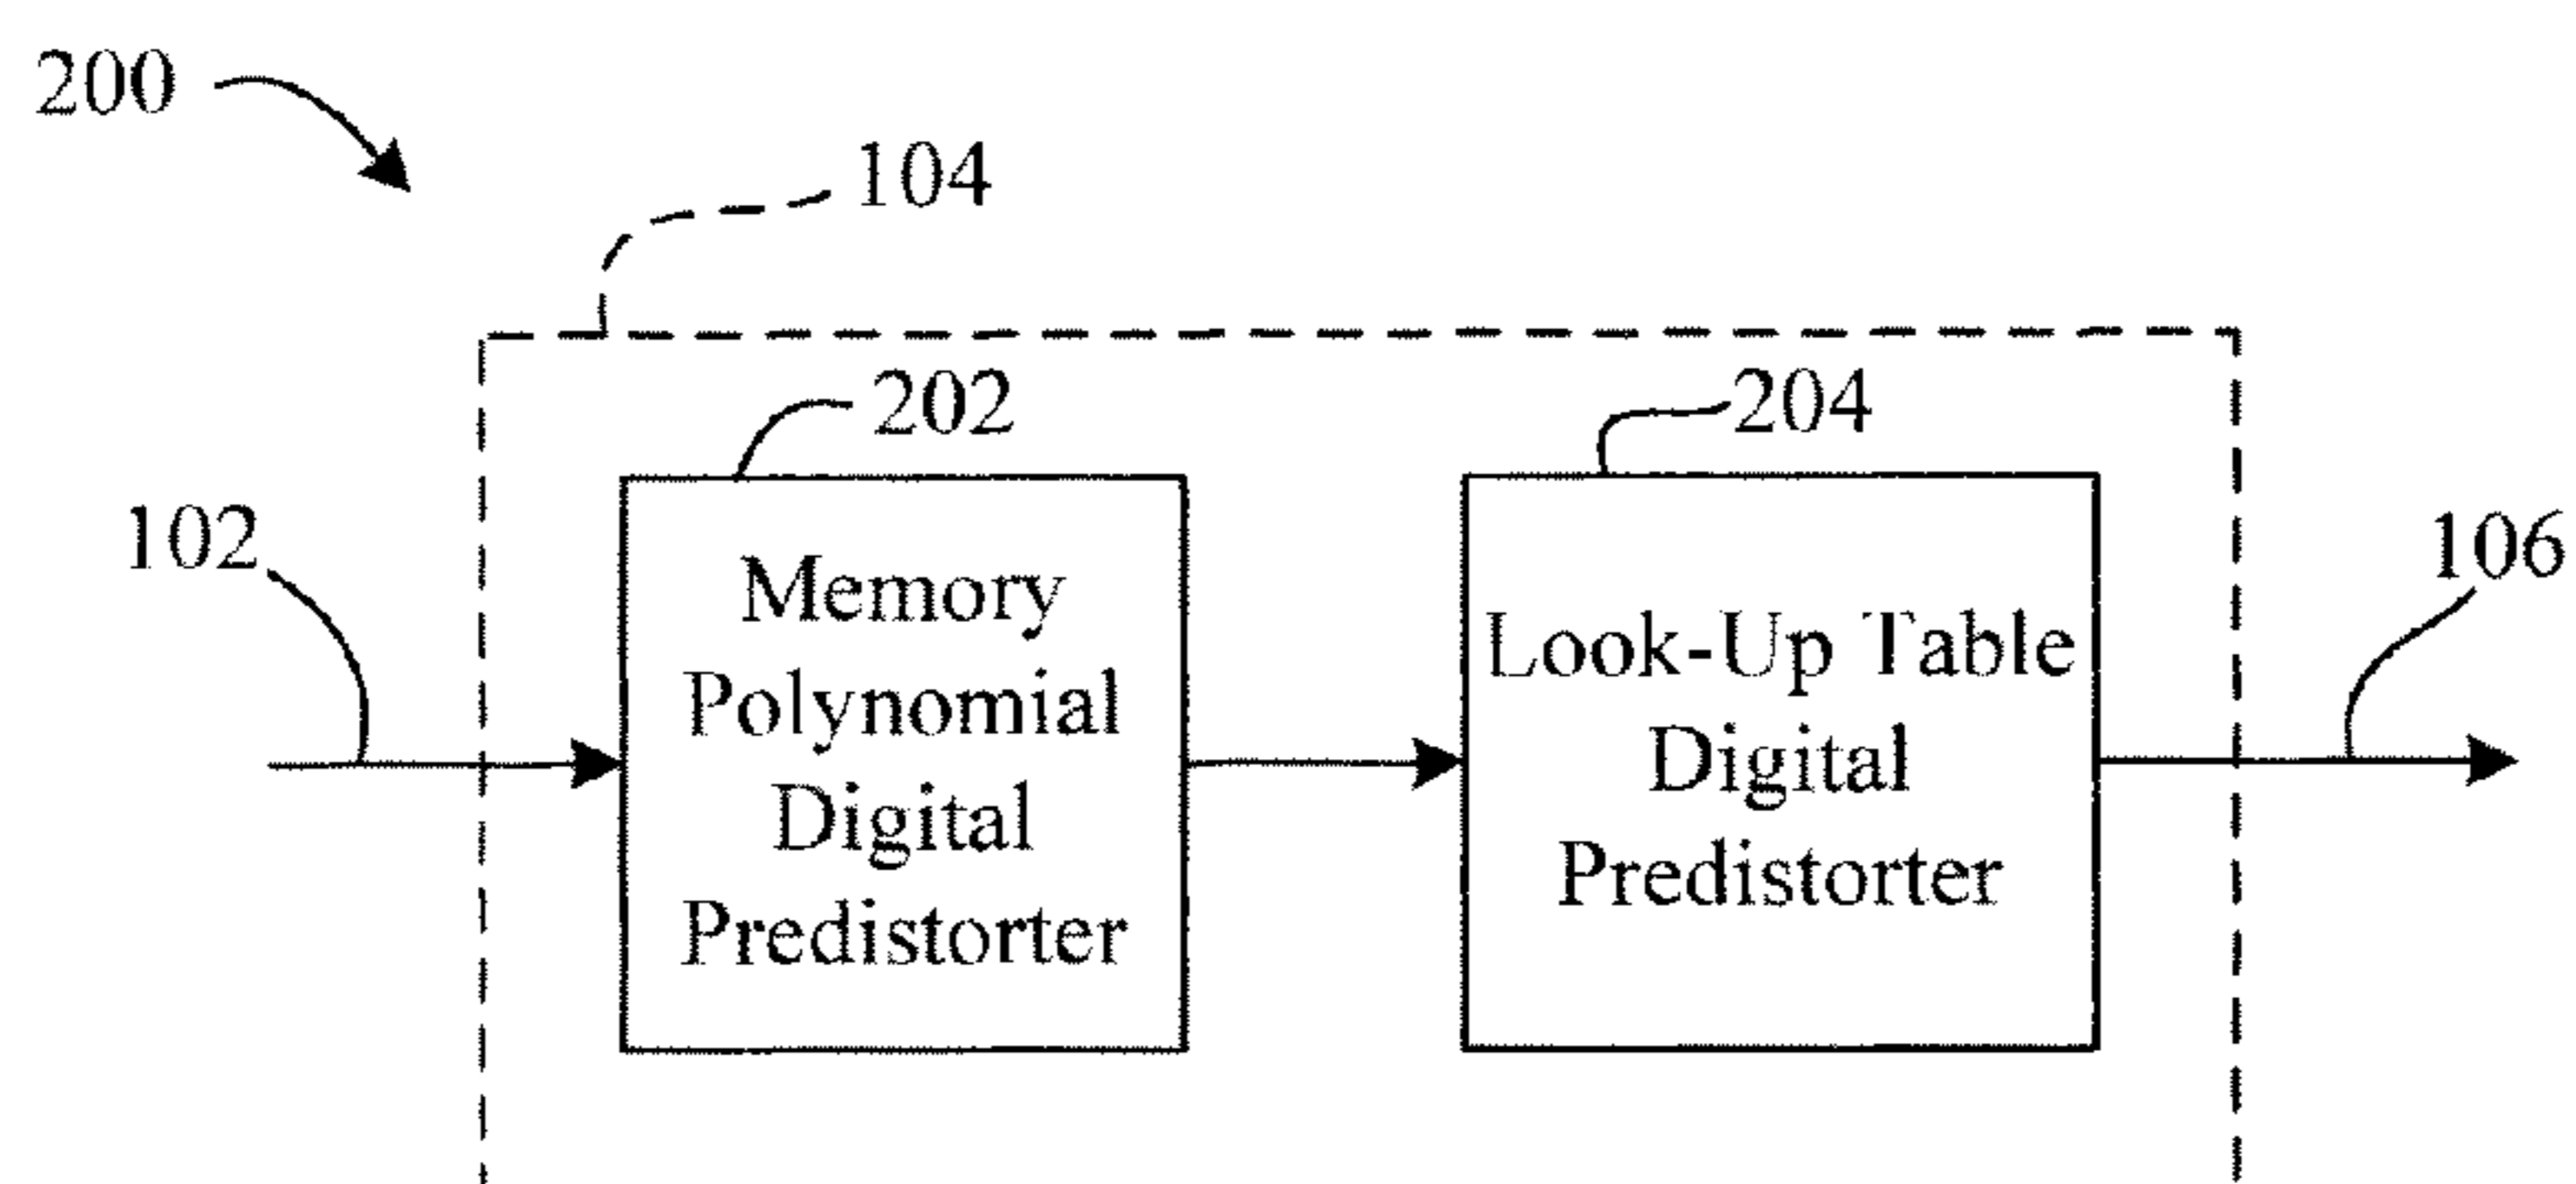 200
104
202
204
102
106
Memory
Polynomial
Digital
Predistorter
Look-Up Table
Digital
Predistorter